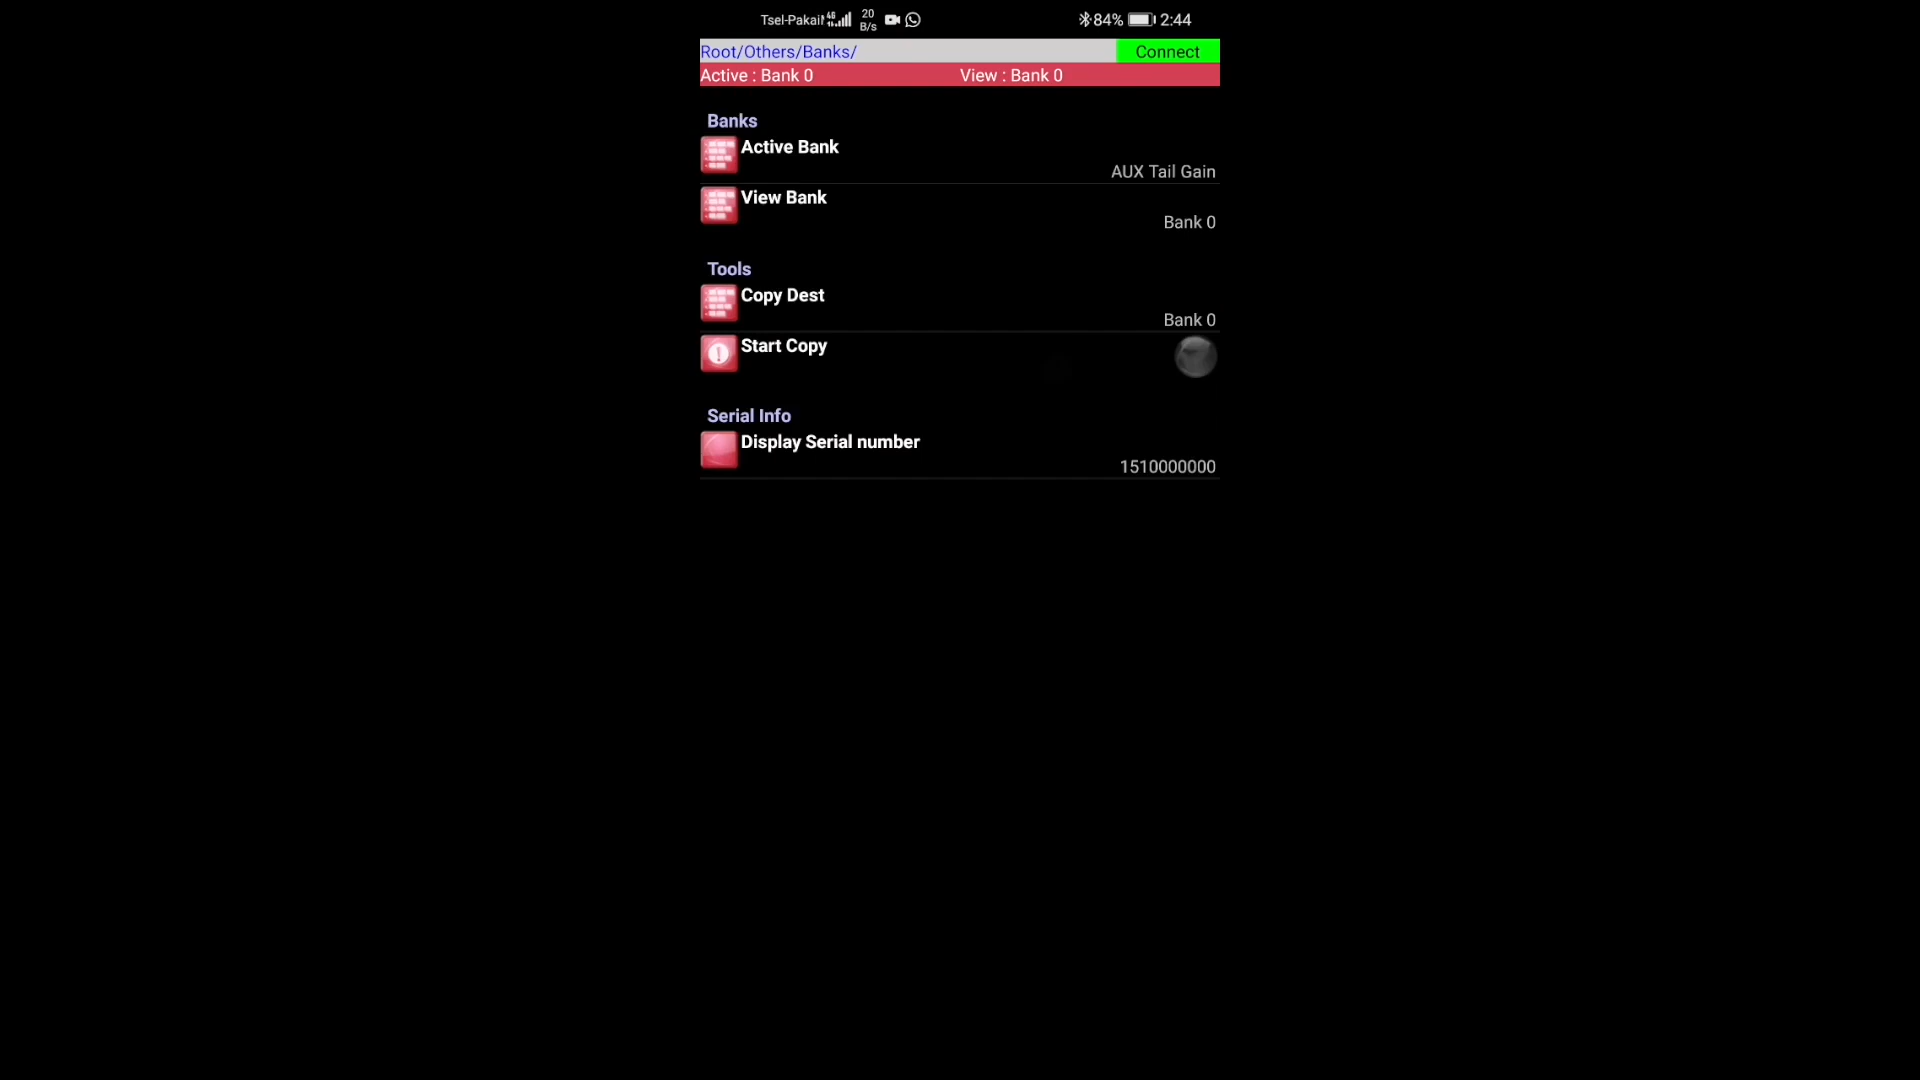 Tsel-Pakai 4G 20 B/s 84% 2:44
Root/Others/Banks/ Connect
Active : Bank 0 View : Bank 0
Banks
Active Bank
AUX Tail Gain
View Bank
Bank 0
Tools
Copy Dest
Bank 0
Start Copy
Serial Info
Display Serial number
1510000000